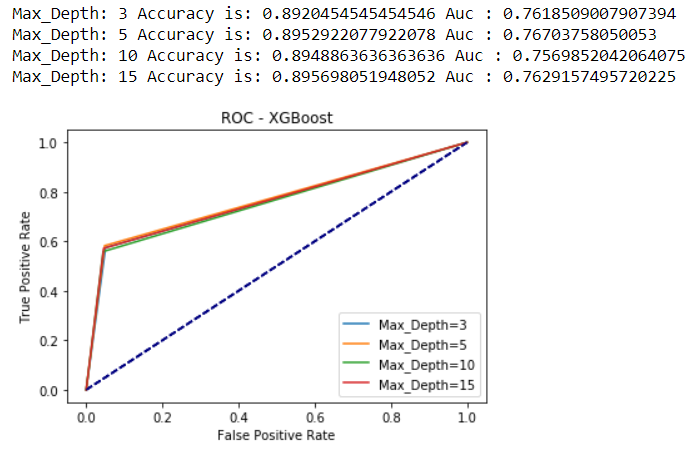 Max_Depth: 3 Accuracy is: 0.8920454545454546 Auc : 0.7618509007907394
Max_Depth: 5 Accuracy is: 0.8952922077922078 Auc : 0.76703758050053
Max_Depth: 10 Accuracy is: 0.8948863636363636 Auc : 0.7569852042064075
Max_Depth: 15 Accuracy is: 0.895698051948052 Auc : 0.7629157495720225
ROC - XGBoost
1.0
0.8
0.6
0.4
0.2
0.0
True Positive Rate
Max_Depth=3
Max_Depth=5
Max_Depth=10
Max_Depth=15
0.0 0.2 0.4 0.6 0.8 1.0
False Positive Rate